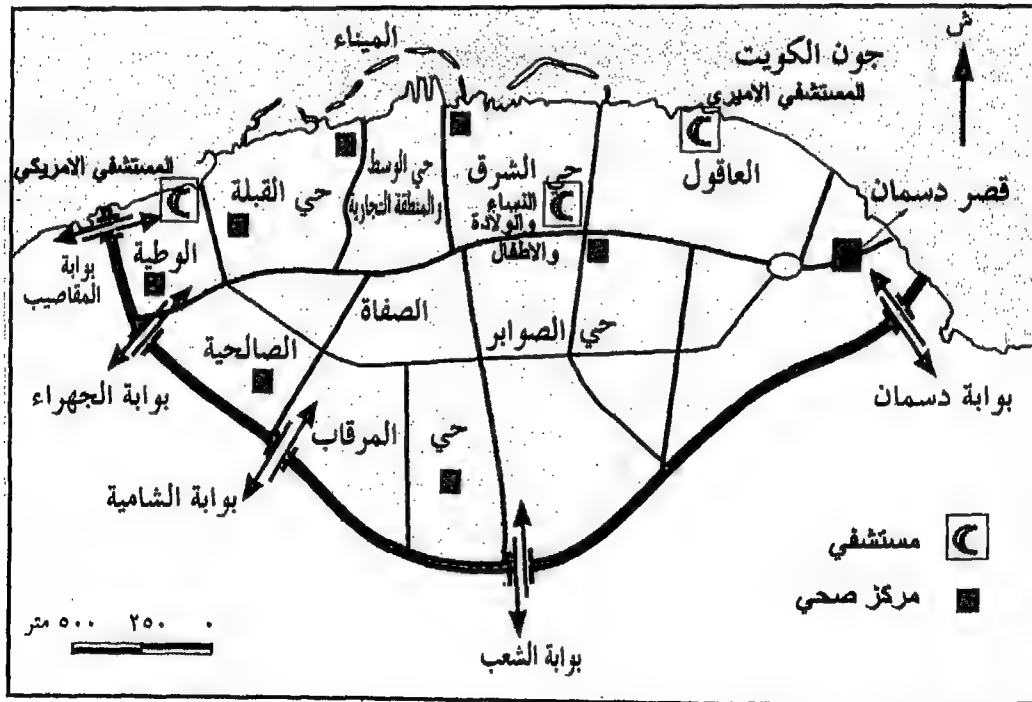 الميناء
ش
جون الكويت
المستشفى الاميري
المستشفى الامريكي
حي القبلة
حي الوسط
والمنطقة التجارية
حي الشرق
النساء
والولادة
والاطفال
العاقول
قصر دسمان
الوطية
بوابة
المقاصيب
الصفاة
حي الصوابر
الصالحية
بوابة الجهراء
بوابة دسمان
حي المرقاب
بوابة الشامية
بوابة الشعب
مستشفي
مركز صحي
٠ ٢٥٠ ٥٠٠ متر